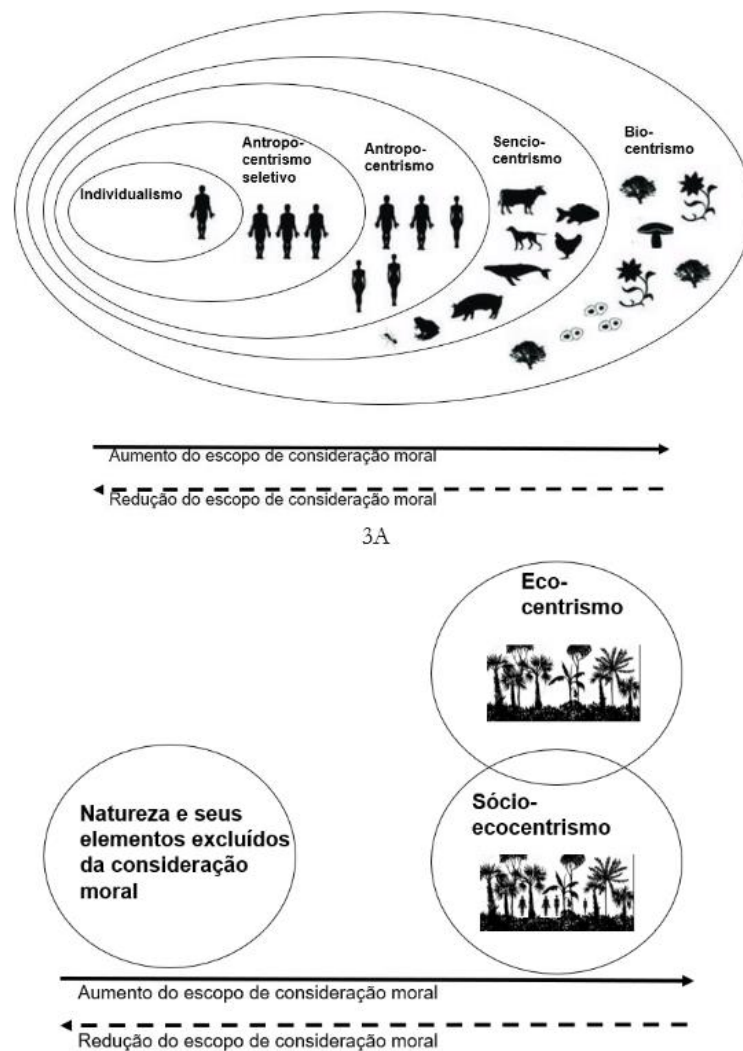 Individualismo
Antropo-
centrismo
seletivo
Antropo-
centrismo
Sencio-
centrismo
Bio-
centrismo
Aumento do escopo de consideração moral
Redução do escopo de consideração moral
3A
Eco-
centrismo
Natureza e seus
elementos excluídos
da consideração
moral
Sócio-
ecocentrismo
Aumento do escopo de consideração moral
Redução do escopo de consideração moral